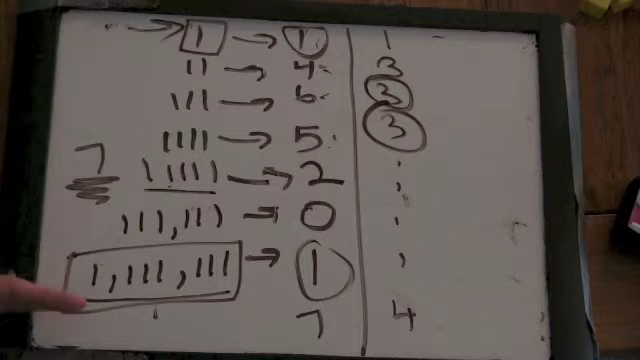 1 → 1 1
11 → 4 3
111 → 6 3
1111 → 5 3
7 11111 → 2
111,111 → 0
1,111,111 → 1
7 4